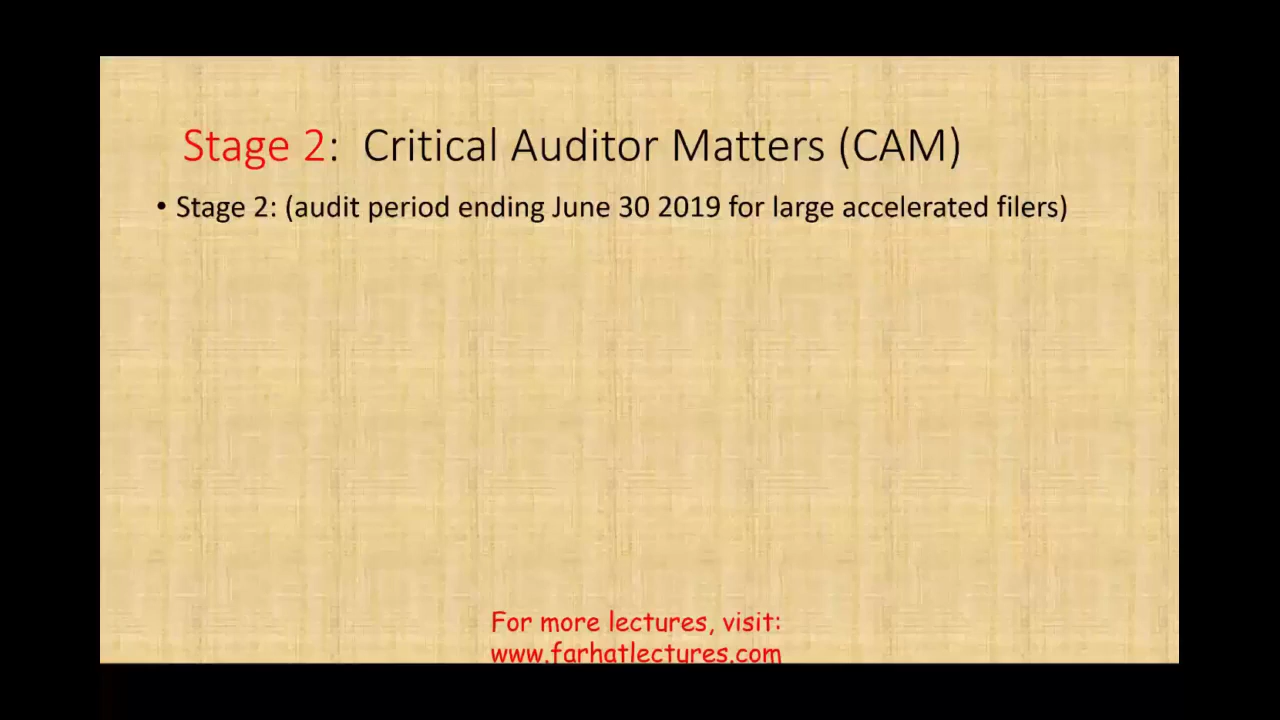 Stage 2: Critical Auditor Matters (CAM)
• Stage 2: (audit period ending June 30 2019 for large accelerated filers)
For more lectures, visit:
www.farhatlectures.com